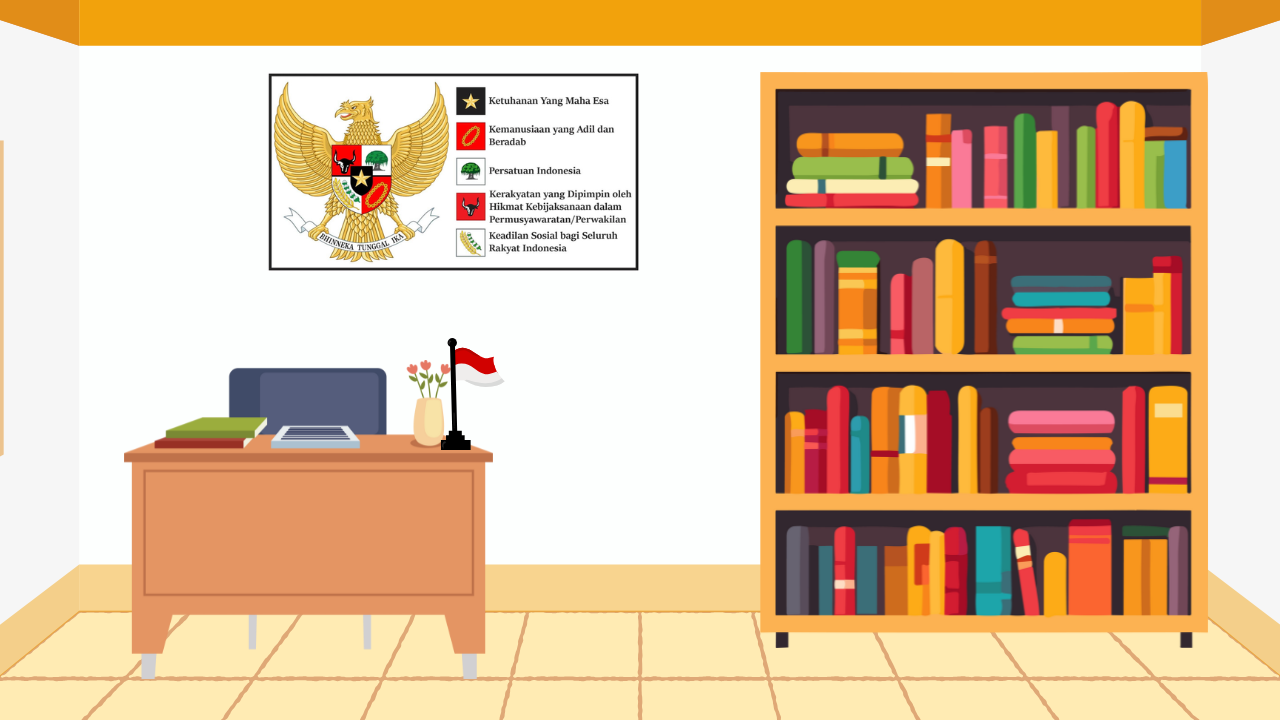 BHINNEKA TUNGGAL IKA
Ketuhanan Yang Maha Esa
Kemanusiaan yang Adil dan
Beradab
Persatuan Indonesia
Kerakyatan yang Dipimpin oleh
Hikmat Kebijaksanaan dalam
Permusyawaratan/Perwakilan
Keadilan Sosial bagi Seluruh
Rakyat Indonesia